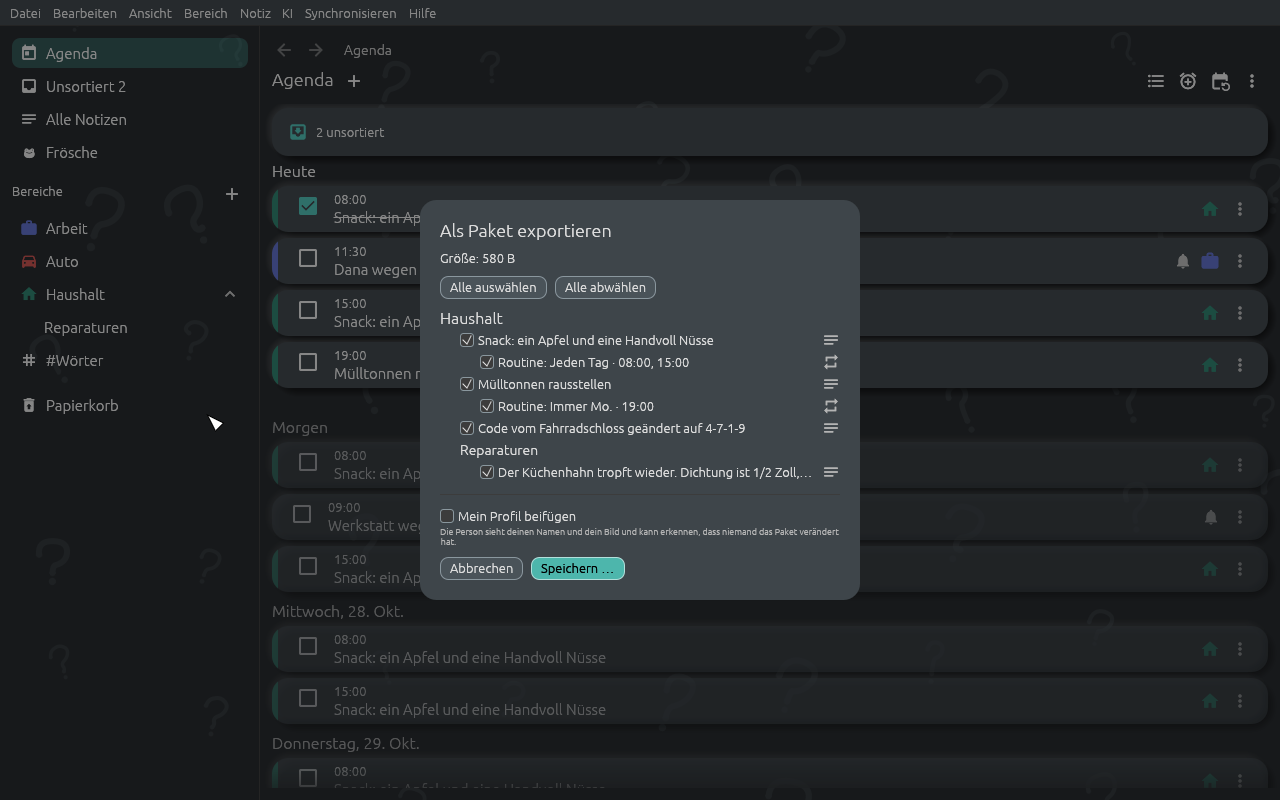 Datei Bearbeiten Ansicht Bereich Notiz KI Synchronisieren Hilfe
Agenda
Unsortiert 2
Alle Notizen
Frösche
Bereiche
Arbeit
Auto
Haushalt
Reparaturen
#Wörter
Papierkorb
Agenda
Agenda
2 unsortiert
Heute
08:00
Snack: ein Ap
11:30
Dana wegen
15:00
Snack: ein Ap
19:00
Mülltonnen r
Morgen
08:00
Snack: ein Ap
09:00
Werkstatt weg
15:00
Snack: ein Ap
Mittwoch, 28. Okt.
08:00
Snack: ein Apfel und eine Handvoll Nüsse
15:00
Snack: ein Apfel und eine Handvoll Nüsse
Donnerstag, 29. Okt.
08:00
Snack: ein Apfel und eine Handvoll Nüsse
Als Paket exportieren
Größe: 580 B
Alle auswählen Alle abwählen
Haushalt
Snack: ein Apfel und eine Handvoll Nüsse
Routine: Jeden Tag · 08:00, 15:00
Mülltonnen rausstellen
Routine: Immer Mo. · 19:00
Code vom Fahrradschloss geändert auf 4-7-1-9
Reparaturen
Der Küchenhahn tropft wieder. Dichtung ist 1/2 Zoll,…
Mein Profil beifügen
Die Person sieht deinen Namen und dein Bild und kann erkennen, dass niemand das Paket verändert
hat.
Abbrechen Speichern …